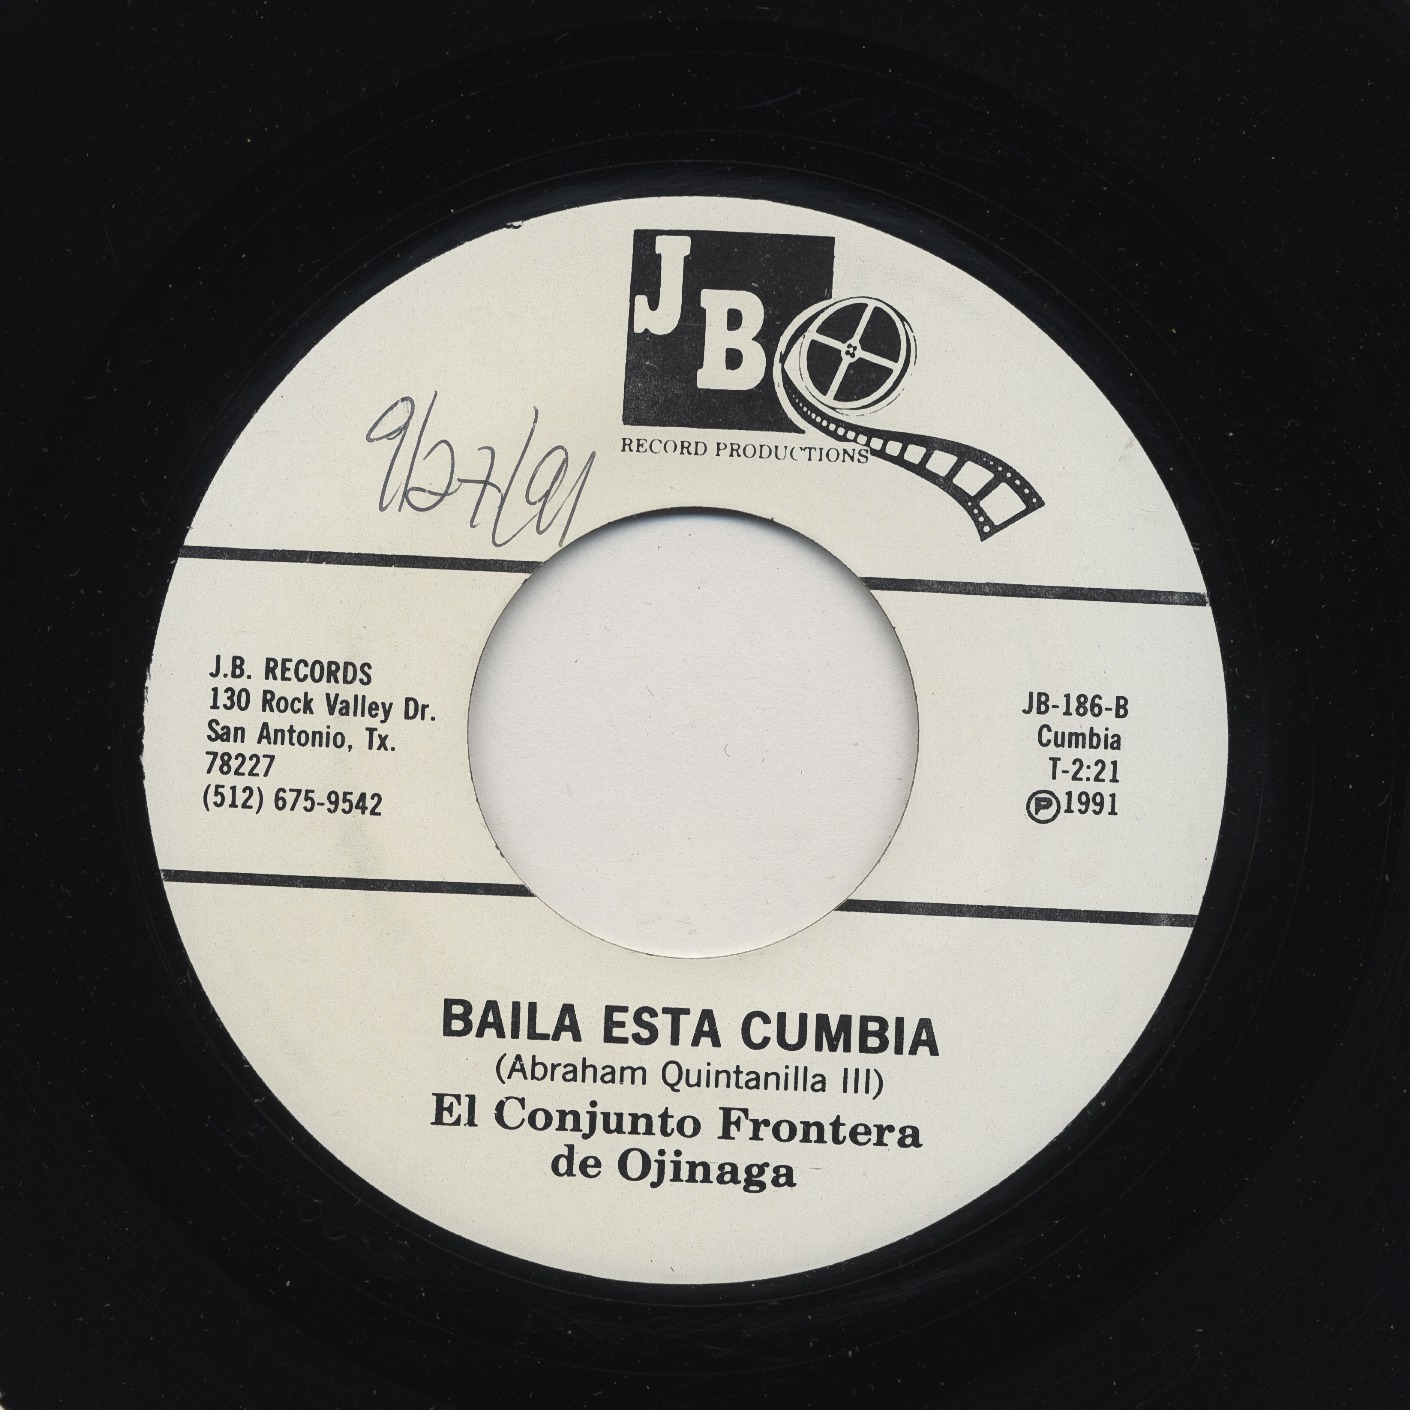 JB
RECORD PRODUCTIONS
9/27/91
J.B. RECORDS
130 Rock Valley Dr.
San Antonio, Tx.
78227
(512) 675-9542
JB-186-B
Cumbia
T-2:21
Ⓟ1991
BAILA ESTA CUMBIA
(Abraham Quintanilla III)
El Conjunto Frontera
de Ojinaga